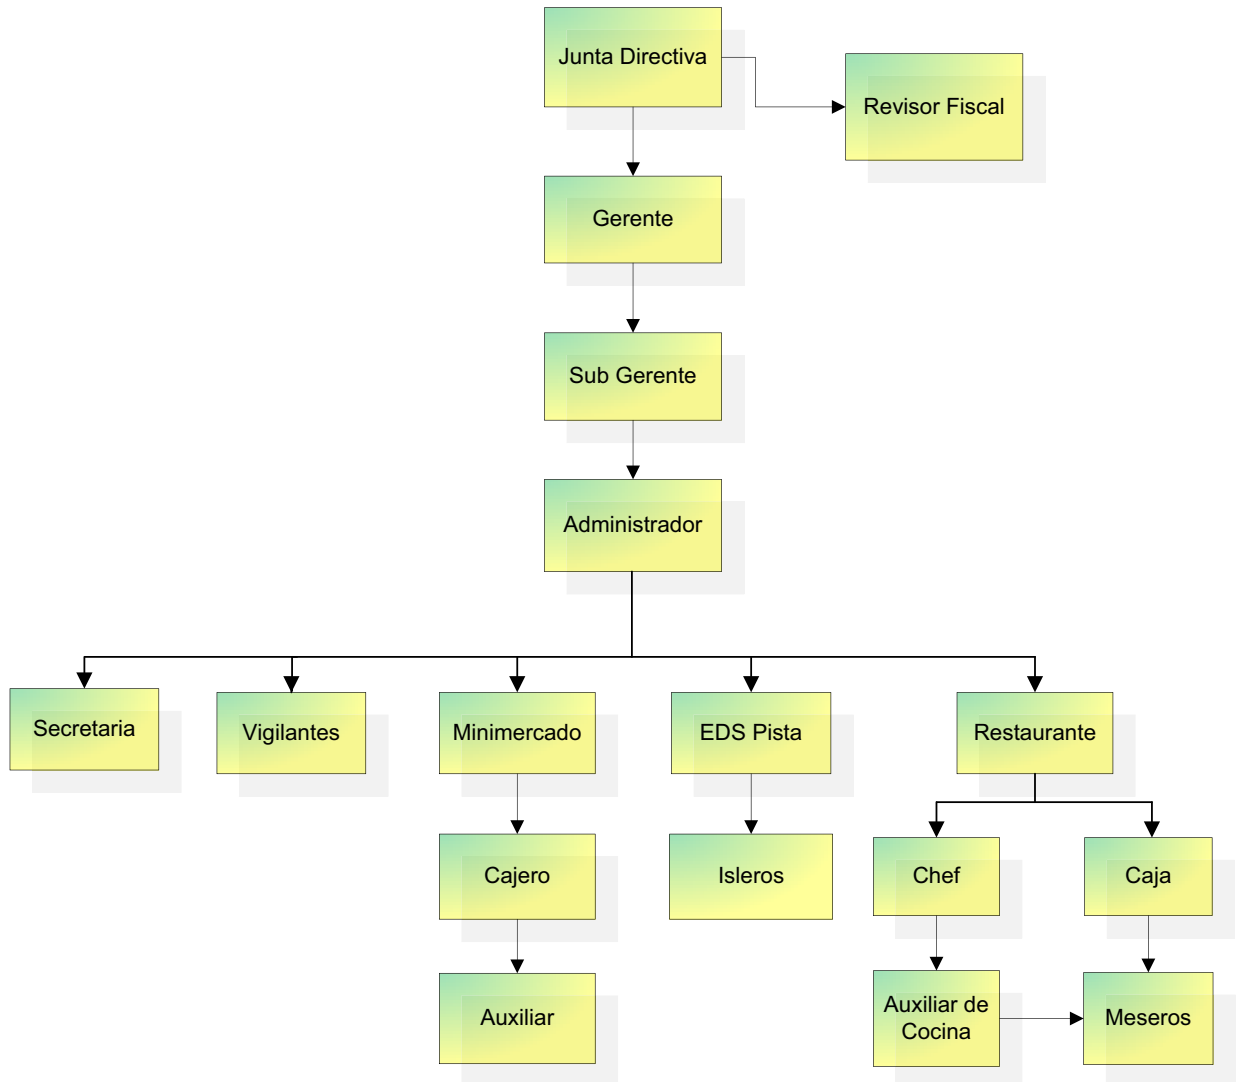 Junta Directiva
Revisor Fiscal
Gerente
Sub Gerente
Administrador
Secretaria
Vigilantes
Minimercado
EDS Pista
Restaurante
Cajero
Isleros
Chef
Caja
Auxiliar
Auxiliar de
Cocina
Meseros